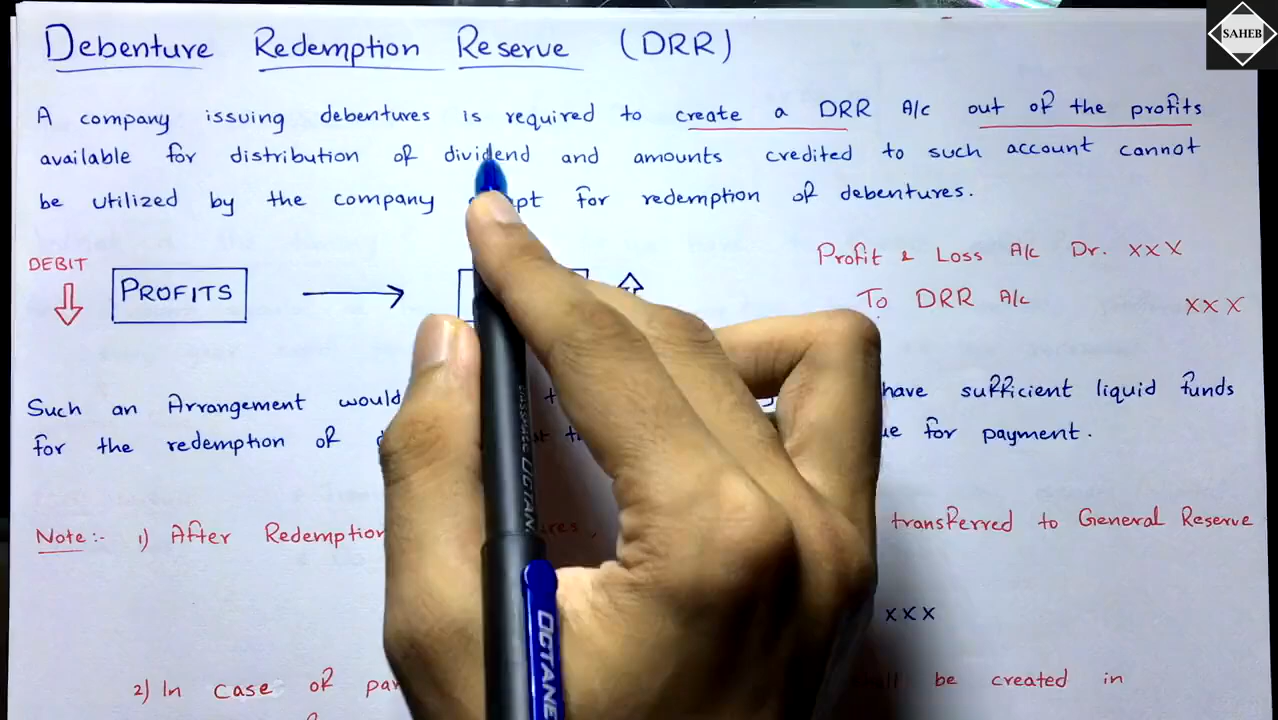 Debenture Redemption Reserve (DRR)
SAHEB
A company issuing debentures is required to create a DRR A/c out of the profits
available for distribution of dividend and amounts credited to such account cannot
be utilized by the company for redemption of debentures.
DEBIT
PROFITS
Profit & Loss A/c Dr. XXX
To DRR A/c XXX
Such an Arrangement would have sufficient liquid funds
for the redemption of for payment.
Note:- 1) After Redemption transferred to General Reserve
XXX
2) In case of be created in
OCTANE
OCTANE